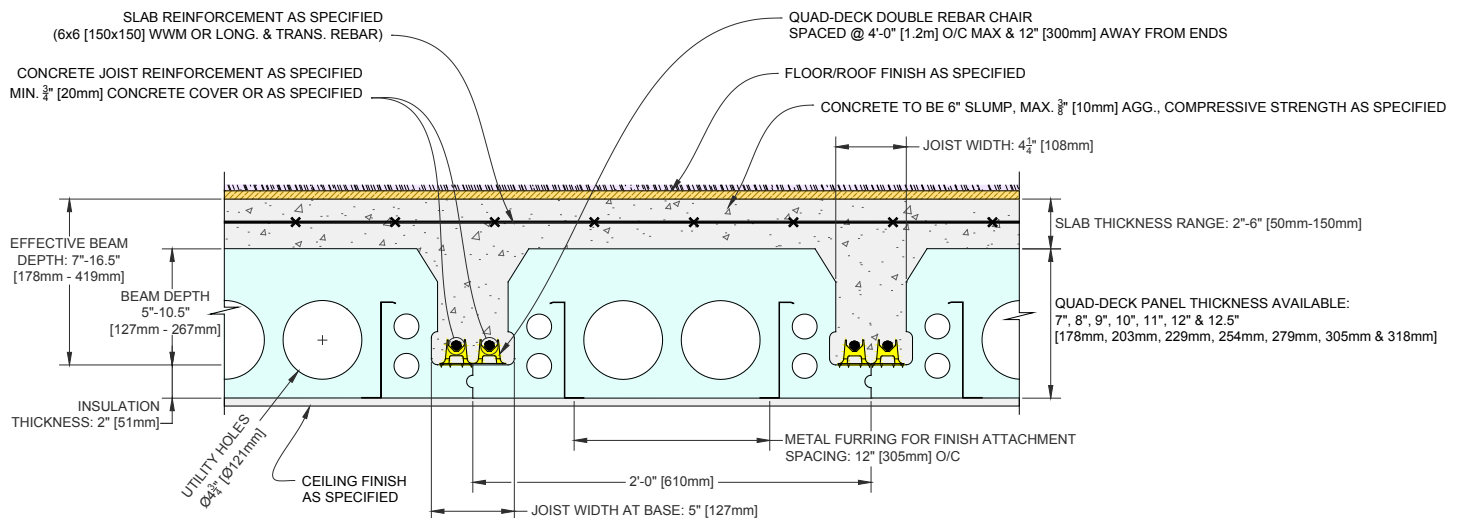 SLAB REINFORCEMENT AS SPECIFIED
(6x6 [150x150] WWM OR LONG. & TRANS. REBAR)
QUAD-DECK DOUBLE REBAR CHAIR
SPACED @ 4'-0" [1.2m] O/C MAX & 12" [300mm] AWAY FROM ENDS
CONCRETE JOIST REINFORCEMENT AS SPECIFIED
MIN. 3/4" [20mm] CONCRETE COVER OR AS SPECIFIED
FLOOR/ROOF FINISH AS SPECIFIED
CONCRETE TO BE 6" SLUMP, MAX. 3/8" [10mm] AGG., COMPRESSIVE STRENGTH AS SPECIFIED
JOIST WIDTH: 4 1/4" [108mm]
SLAB THICKNESS RANGE: 2"-6" [50mm-150mm]
EFFECTIVE BEAM
DEPTH: 7"-16.5"
[178mm - 419mm]
BEAM DEPTH
5"-10.5"
[127mm - 267mm]
QUAD-DECK PANEL THICKNESS AVAILABLE:
7", 8", 9", 10", 11", 12" & 12.5"
[178mm, 203mm, 229mm, 254mm, 279mm, 305mm & 318mm]
INSULATION
THICKNESS: 2" [51mm]
UTILITY HOLES
Ø4 3/4" [Ø121mm]
CEILING FINISH
AS SPECIFIED
METAL FURRING FOR FINISH ATTACHMENT
SPACING: 12" [305mm] O/C
2'-0" [610mm]
JOIST WIDTH AT BASE: 5" [127mm]